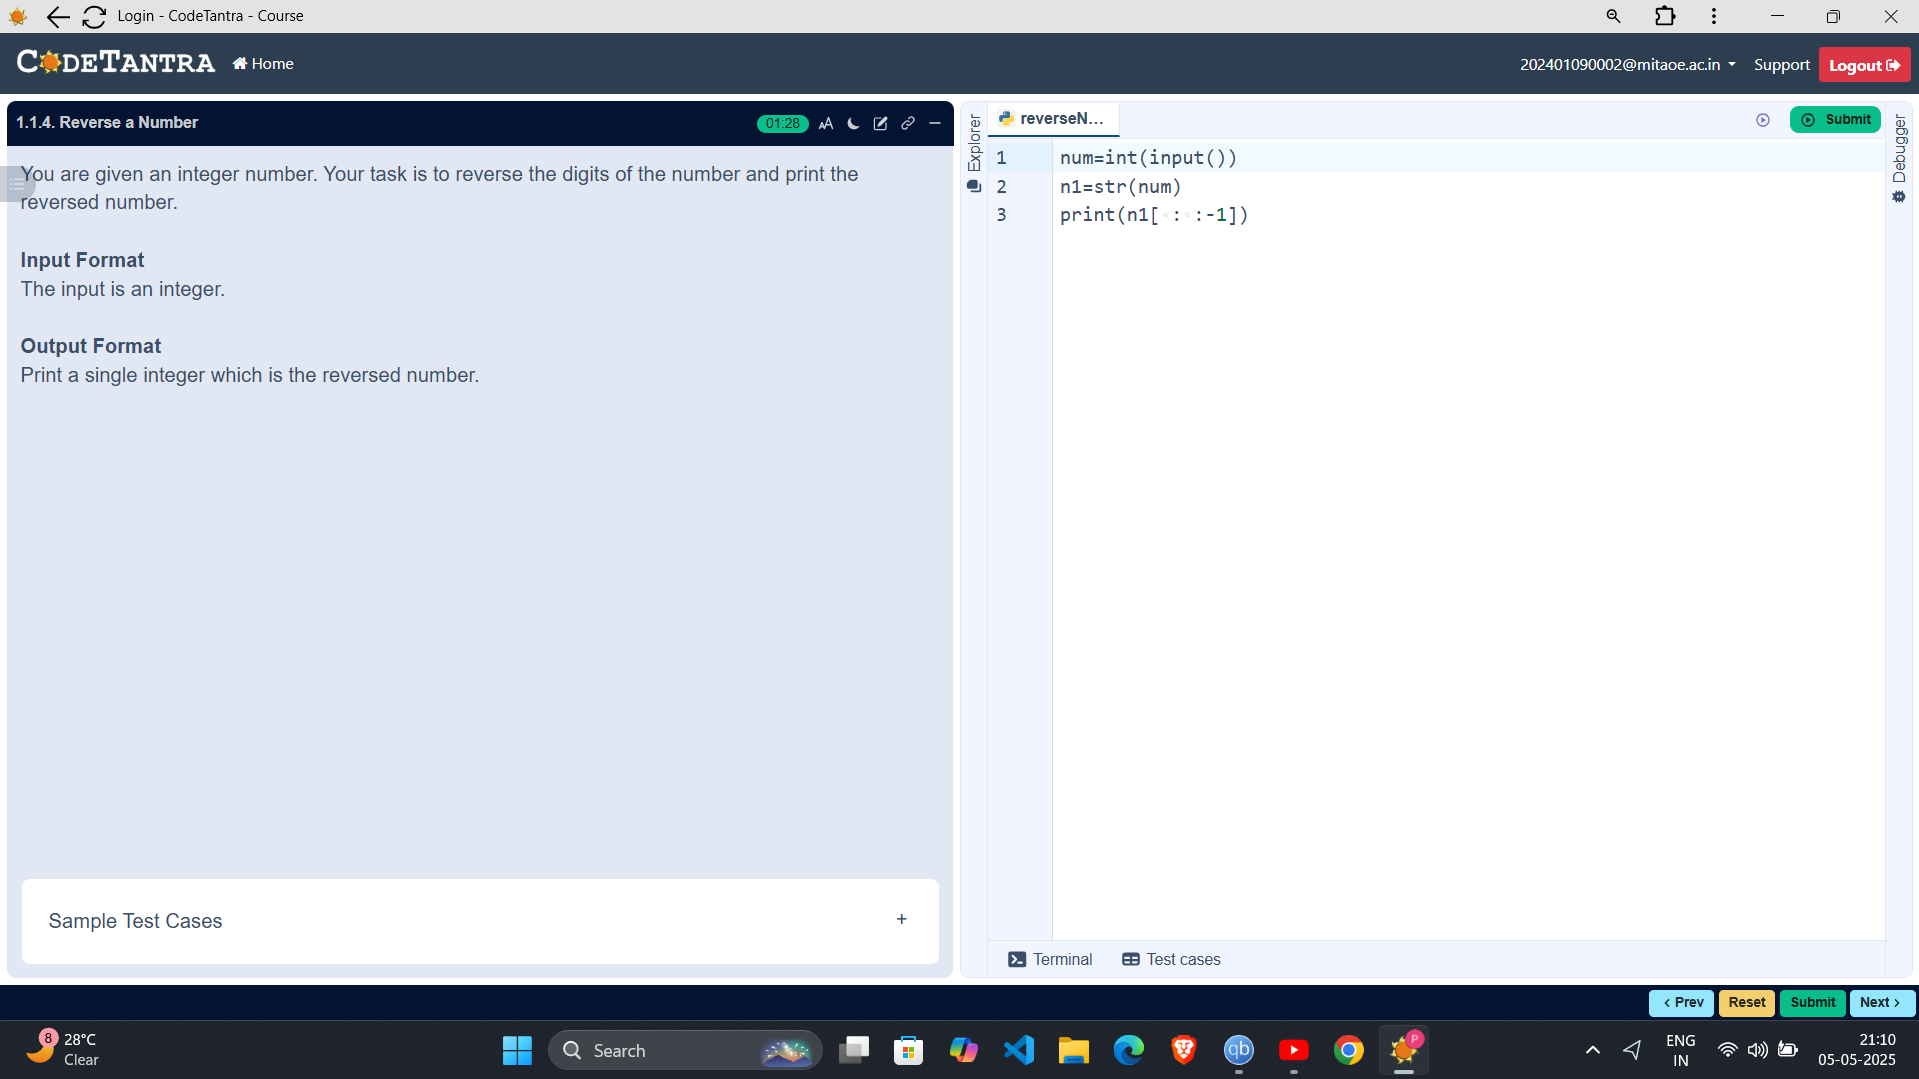 Login - CodeTantra - Course
CODETANTRA
Home
202401090002@mitaoe.ac.in
Support
Logout
1.1.4. Reverse a Number
01:28
AA
You are given an integer number. Your task is to reverse the digits of the number and print the
reversed number.
Input Format
The input is an integer.
Output Format
Print a single integer which is the reversed number.
Sample Test Cases
+
Explorer
reverseN...
Submit
Debugger
1 num=int(input())
2 n1=str(num)
3 print(n1[ : :-1])
Terminal
Test cases
< Prev
Reset
Submit
Next >
8
28°C
Clear
Search
qb
P
ENG
IN
21:10
05-05-2025